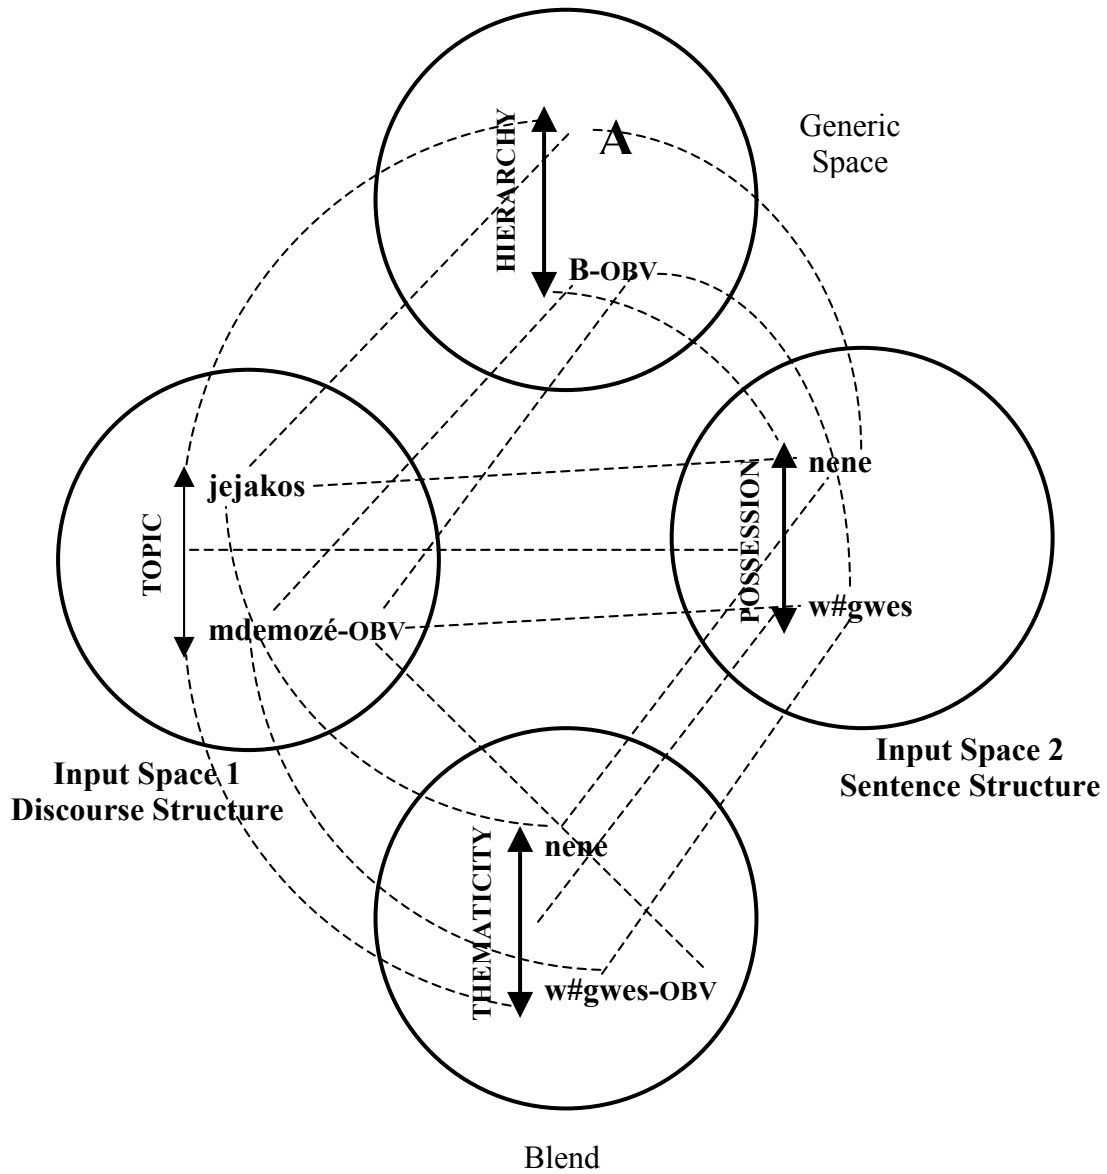 HIERARCHY
A
B-OBV
Generic
Space
TOPIC
jejakos
mdemozé-OBV
Input Space 1
Discourse Structure
POSSESSION
nene
w#gwes
Input Space 2
Sentence Structure
THEMATICITY
nene
w#gwes-OBV
Blend